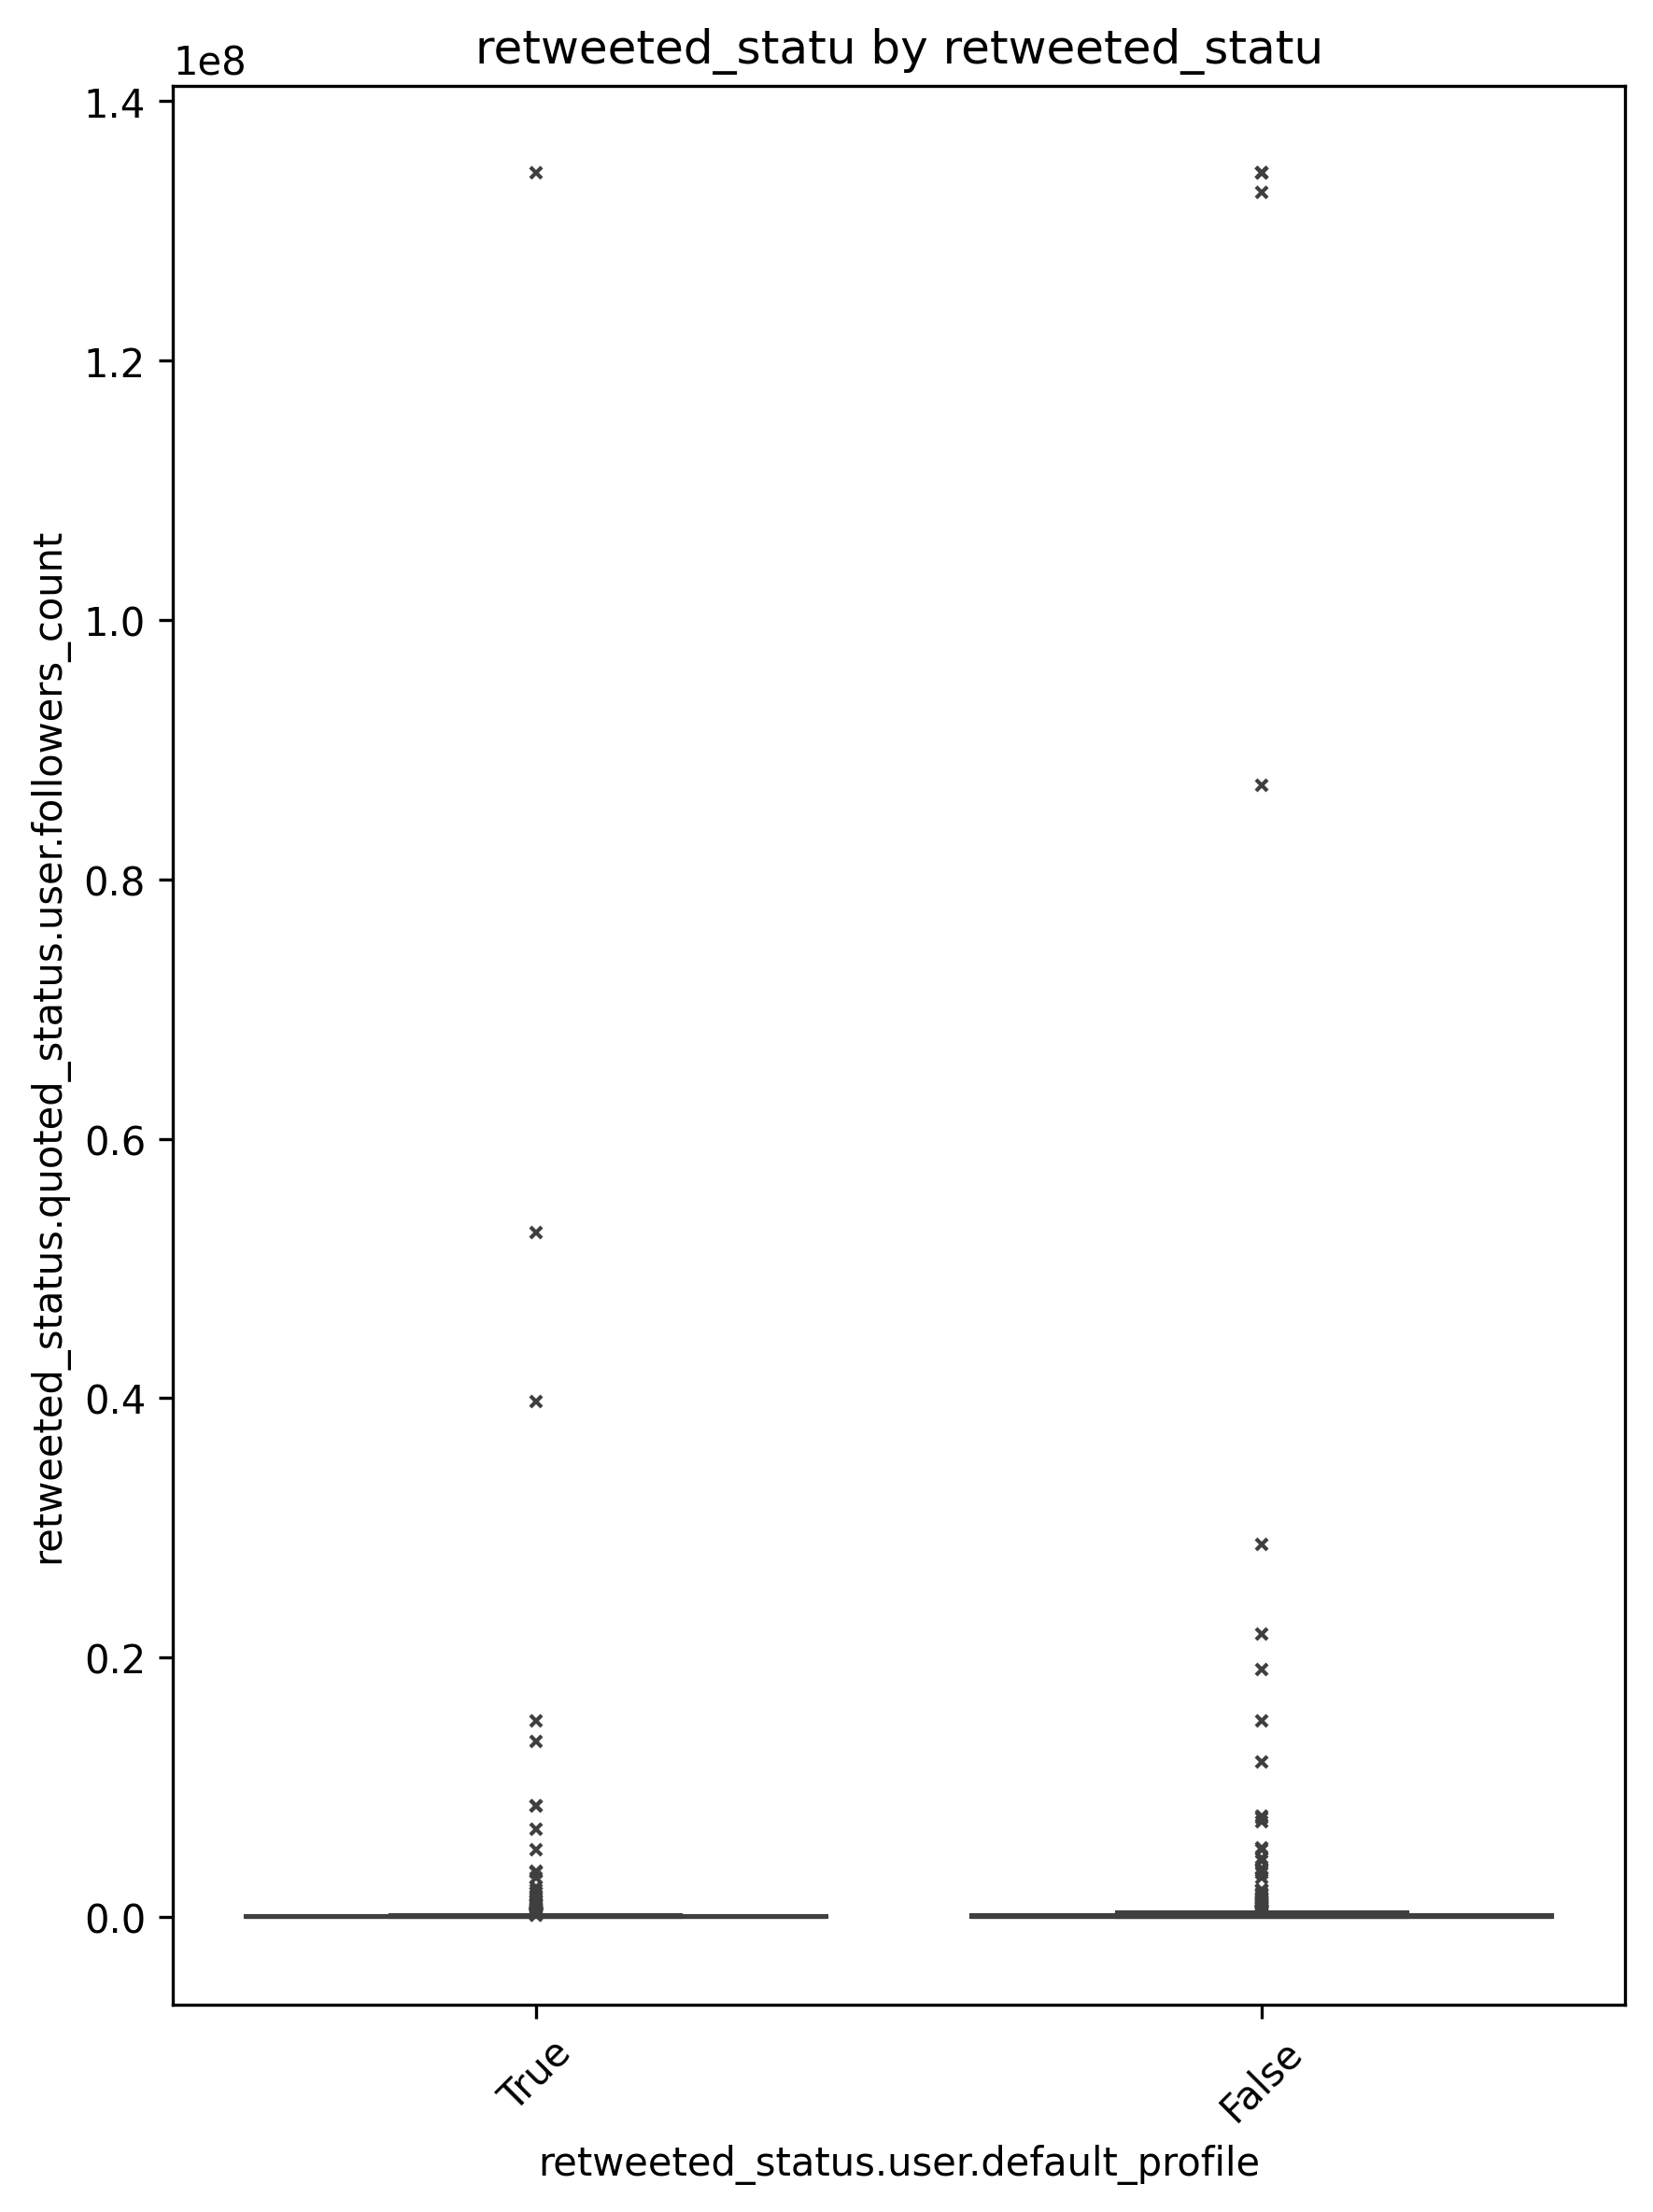 retweeted_statu by retweeted_statu
1e8
1.4
1.2
1.0
0.8
0.6
0.4
0.2
0.0
retweeted_status.quoted_status.user.followers_count
True
False
retweeted_status.user.default_profile